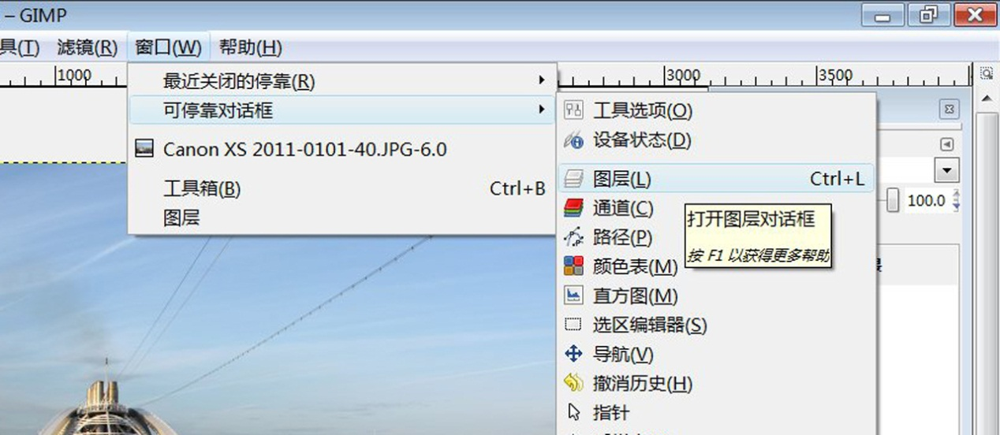 – GIMP
具(T) 滤镜(R) 窗口(W) 帮助(H)
1000 3000 3500
最近关闭的停靠(R)
可停靠对话框
Canon XS 2011-0101-40.JPG-6.0
工具箱(B) Ctrl+B
图层
工具选项(O)
设备状态(D)
图层(L) Ctrl+L
通道(C)
路径(P)
颜色表(M)
直方图(M)
选区编辑器(S)
导航(V)
撤消历史(H)
指针
打开图层对话框
按 F1 以获得更多帮助
100.0